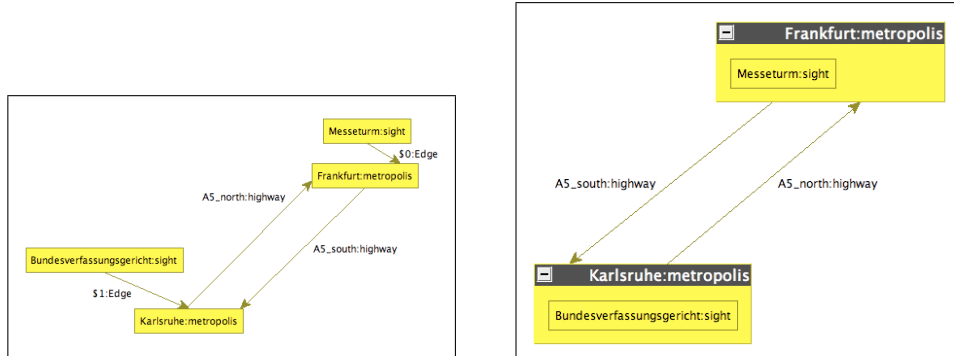 Messeturm:sight
$0:Edge
Frankfurt:metropolis
A5_north:highway
A5_south:highway
Bundesverfassungsgericht:sight
$1:Edge
Karlsruhe:metropolis
Frankfurt:metropolis
Messeturm:sight
A5_south:highway
A5_north:highway
Karlsruhe:metropolis
Bundesverfassungsgericht:sight